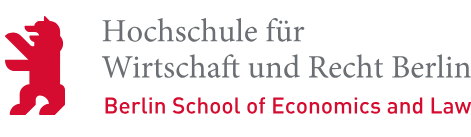 Hochschule für
Wirtschaft und Recht Berlin
Berlin School of Economics and Law